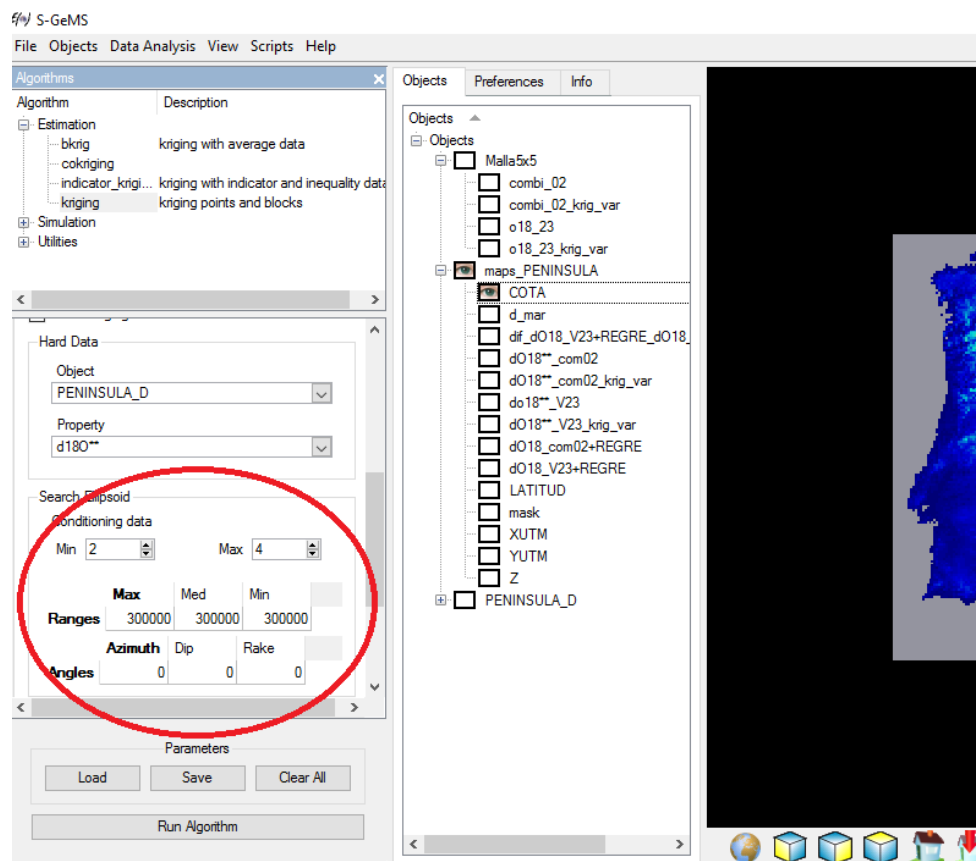 S-GeMS
File Objects Data Analysis View Scripts Help
Algorithms
Algorithm Description
Estimation
bkrig kriging with average data
cokriging
indicator_krigi... kriging with indicator and inequality data
kriging kriging points and blocks
Simulation
Utilities
Hard Data
Object
PENINSULA_D
Property
d18O**
Search Ellipsoid
Conditioning data
Min 2 Max 4
Max Med Min
Ranges 300000 300000 300000
Azimuth Dip Rake
Angles 0 0 0
Parameters
Load Save Clear All
Run Algorithm
Objects Preferences Info
Objects
Objects
Malla5x5
combi_02
combi_02_krig_var
o18_23
o18_23_krig_var
maps_PENINSULA
COTA
d_mar
dif_dO18_V23+REGRE_dO18_
dO18**_com02
dO18**_com02_krig_var
do18**_V23
dO18**_V23_krig_var
dO18_com02+REGRE
dO18_V23+REGRE
LATITUD
mask
XUTM
YUTM
Z
PENINSULA_D